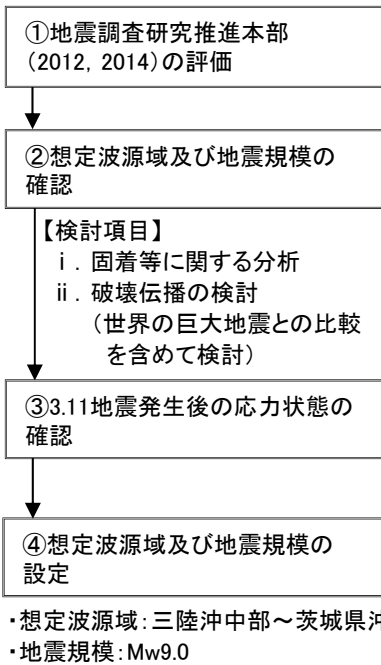 ①地震調査研究推進本部
(2012, 2014)の評価
②想定波源域及び地震規模の
確認
【検討項目】
ⅰ．固着等に関する分析
ⅱ．破壊伝播の検討
（世界の巨大地震との比較
を含めて検討）
③3.11地震発生後の応力状態の
確認
④想定波源域及び地震規模の
設定
・想定波源域：三陸沖中部～茨城県沖
・地震規模：Mw9.0